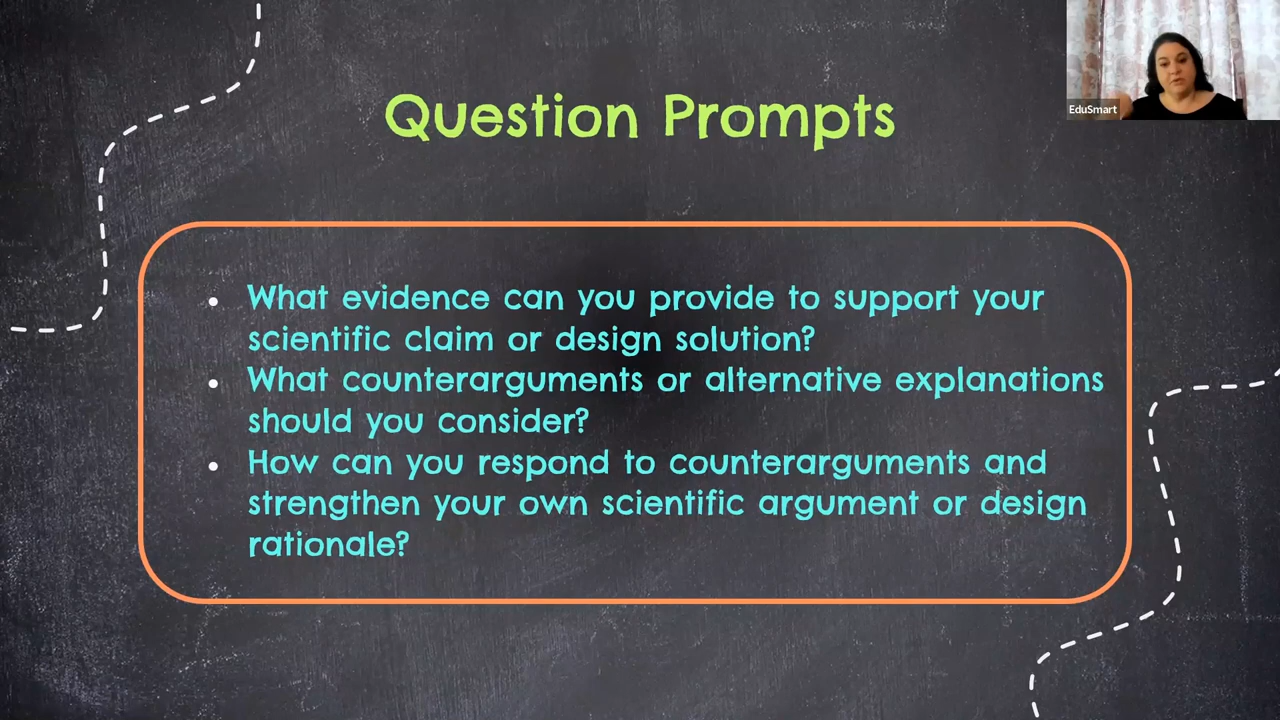 Question Prompts
EduSmart
What evidence can you provide to support your
scientific claim or design solution?
What counterarguments or alternative explanations
should you consider?
How can you respond to counterarguments and
strengthen your own scientific argument or design
rationale?